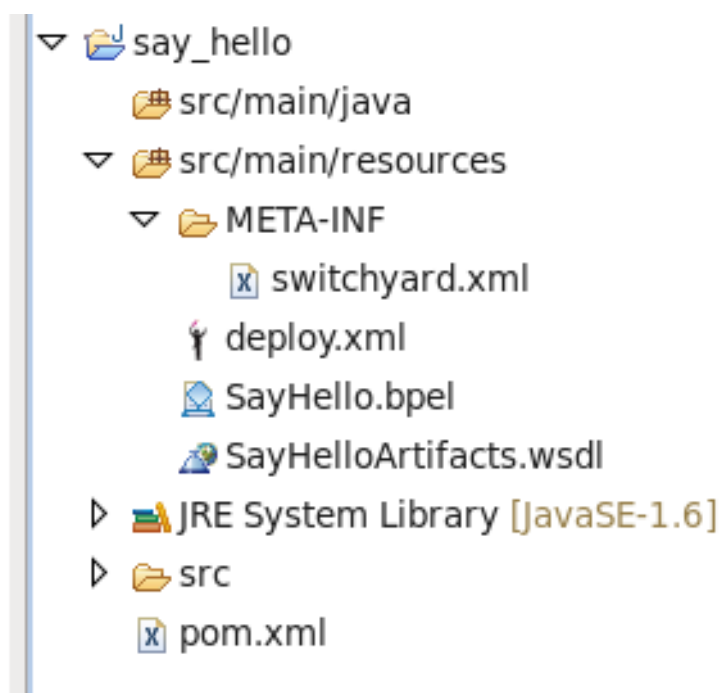 say_hello
src/main/java
src/main/resources
META-INF
switchyard.xml
deploy.xml
SayHello.bpel
SayHelloArtifacts.wsdl
JRE System Library [JavaSE-1.6]
src
pom.xml